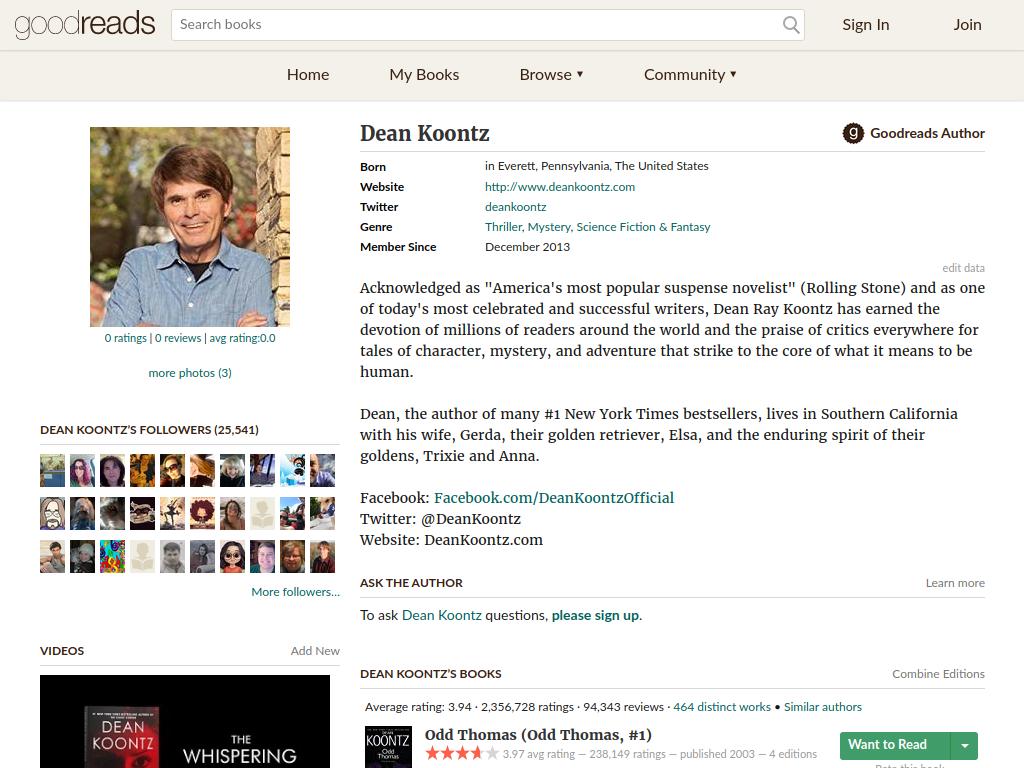 goodreads
Search books
Sign In
Join
Home
My Books
Browse ▾
Community ▾
0 ratings | 0 reviews | avg rating:0.0
more photos (3)
DEAN KOONTZ'S FOLLOWERS (25,541)
More followers...
VIDEOS
Add New
DEAN KOONTZ
THE WHISPERING
Dean Koontz
Goodreads Author
Born in Everett, Pennsylvania, The United States
Website http://www.deankoontz.com
Twitter deankoontz
Genre Thriller, Mystery, Science Fiction & Fantasy
Member Since December 2013
edit data
Acknowledged as "America's most popular suspense novelist" (Rolling Stone) and as one
of today's most celebrated and successful writers, Dean Ray Koontz has earned the
devotion of millions of readers around the world and the praise of critics everywhere for
tales of character, mystery, and adventure that strike to the core of what it means to be
human.
Dean, the author of many #1 New York Times bestsellers, lives in Southern California
with his wife, Gerda, their golden retriever, Elsa, and the enduring spirit of their
goldens, Trixie and Anna.
Facebook: Facebook.com/DeanKoontzOfficial
Twitter: @DeanKoontz
Website: DeanKoontz.com
ASK THE AUTHOR
Learn more
To ask Dean Koontz questions, please sign up.
DEAN KOONTZ'S BOOKS
Combine Editions
Average rating: 3.94 · 2,356,728 ratings · 94,343 reviews · 464 distinct works • Similar authors
KOONTZ
Odd
Thomas
Odd Thomas (Odd Thomas, #1)
3.97 avg rating — 238,149 ratings — published 2003 — 4 editions
Want to Read